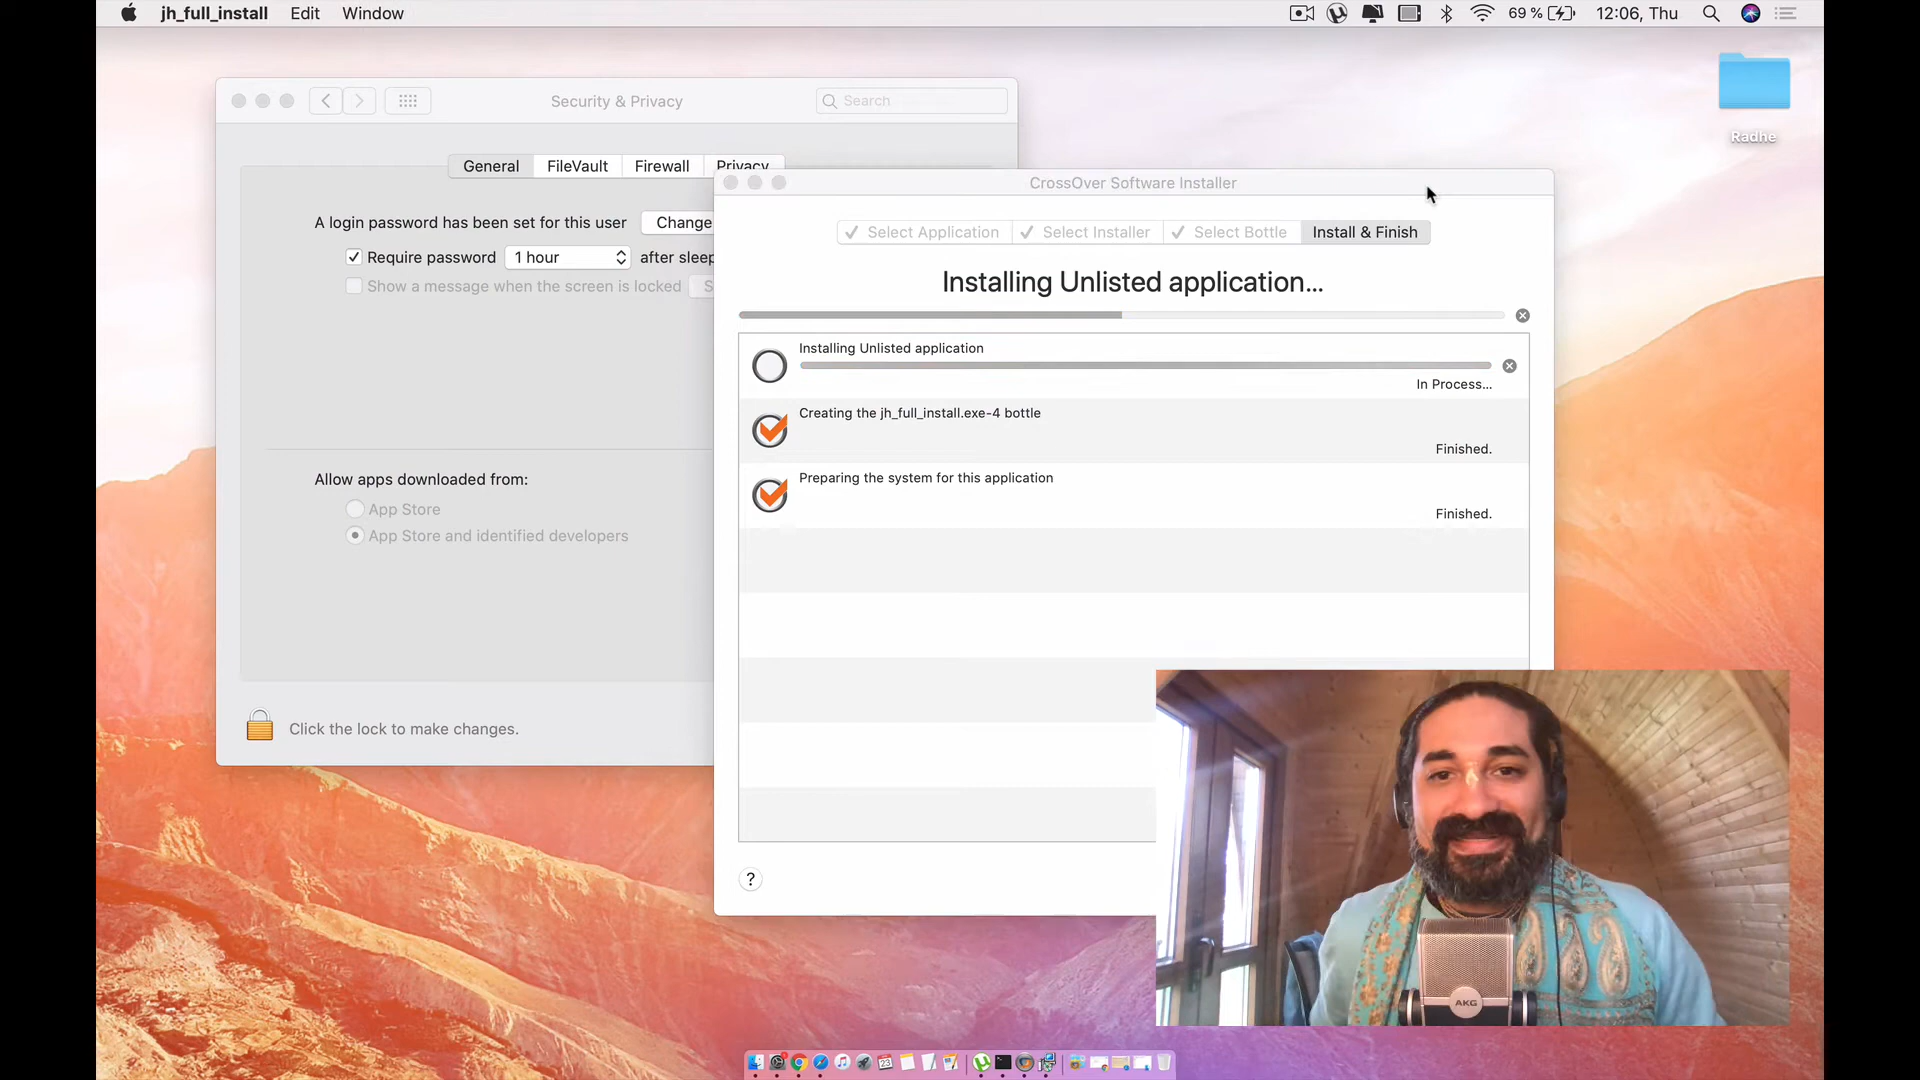 jh_full_install Edit Window
69 % 12:06, Thu
Radhe
Security & Privacy
Search
General FileVault Firewall Privacy
A login password has been set for this user Change
Require password 1 hour after sleep
Show a message when the screen is locked S
Allow apps downloaded from:
App Store
App Store and identified developers
Click the lock to make changes.
CrossOver Software Installer
Select Application Select Installer Select Bottle Install & Finish
Installing Unlisted application...
Installing Unlisted application
In Process...
Creating the jh_full_install.exe-4 bottle
Finished.
Preparing the system for this application
Finished.
?
AKG
23